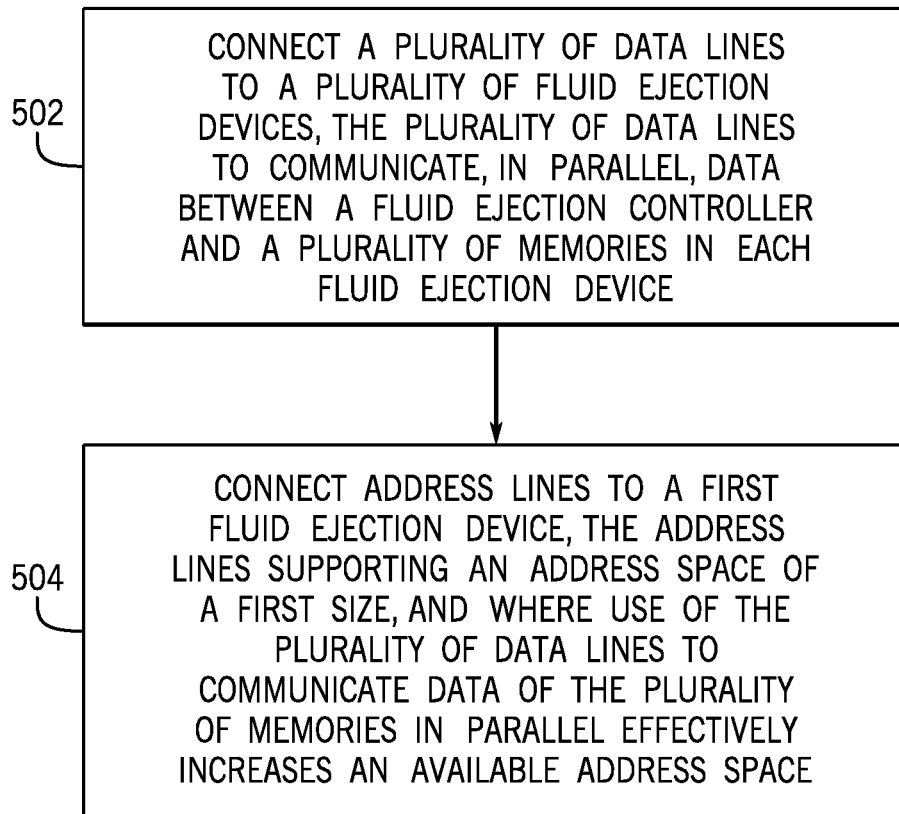 502
CONNECT A PLURALITY OF DATA LINES
TO A PLURALITY OF FLUID EJECTION
DEVICES, THE PLURALITY OF DATA LINES
TO COMMUNICATE, IN PARALLEL, DATA
BETWEEN A FLUID EJECTION CONTROLLER
AND A PLURALITY OF MEMORIES IN EACH
FLUID EJECTION DEVICE
504
CONNECT ADDRESS LINES TO A FIRST
FLUID EJECTION DEVICE, THE ADDRESS
LINES SUPPORTING AN ADDRESS SPACE OF
A FIRST SIZE, AND WHERE USE OF THE
PLURALITY OF DATA LINES TO
COMMUNICATE DATA OF THE PLURALITY
OF MEMORIES IN PARALLEL EFFECTIVELY
INCREASES AN AVAILABLE ADDRESS SPACE